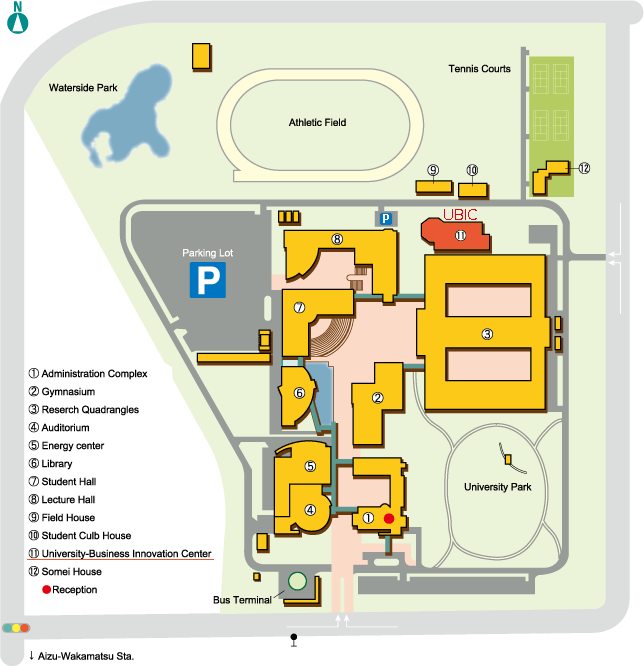 N
Waterside Park
Tennis Courts
Athletic Field
⑫
⑨
⑩
P
UBIC
⑪
⑧
Parking Lot
P
⑦
③
⑥
②
① Administration Complex
② Gymnasium
③ Reserch Quadrangles
④ Auditorium
⑤ Energy center
⑥ Library
⑦ Student Hall
⑧ Lecture Hall
⑨ Field House
⑩ Student Culb House
⑪ University-Business Innovation Center
⑫ Somei House
Reception
⑤
University Park
④
①
Bus Terminal
↓ Aizu-Wakamatsu Sta.